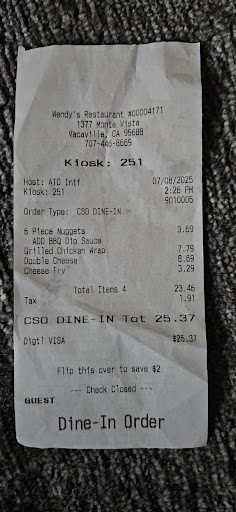 Wendy's Restaurant #00004171
1377 Monte Vista
Vacaville, CA 95688
707-446-8669
Kiosk: 251
Host: ATO Intf 07/08/2025
Kiosk: 251 2:26 PM
9010005
Order Type: CSO DINE-IN
6 Piece Nuggets 3.69
ADD BBQ Dip Sauce
Grilled Chicken Wrap 7.79
Double Cheese 8.69
Cheese Fry 3.29
Total Items 4 23.46
Tax 1.91
CSO DINE-IN Tot 25.37
Digtl VISA $25.37
Flip this over to save $2
--- Check Closed ---
GUEST
Dine-In Order